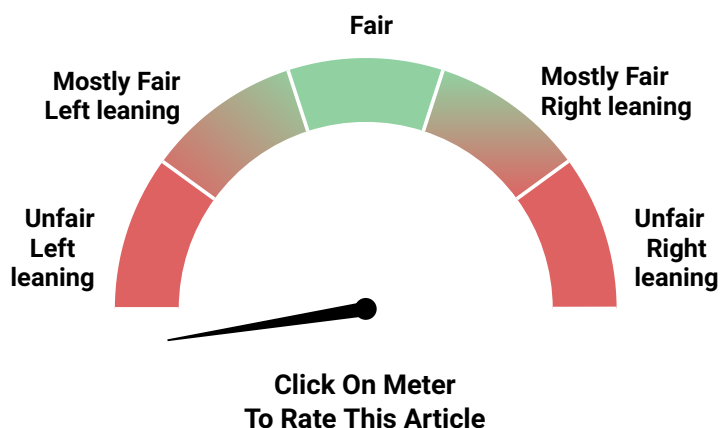 Fair
Mostly Fair
Left leaning
Mostly Fair
Right leaning
Unfair
Left
leaning
Unfair
Right
leaning
Click On Meter
To Rate This Article